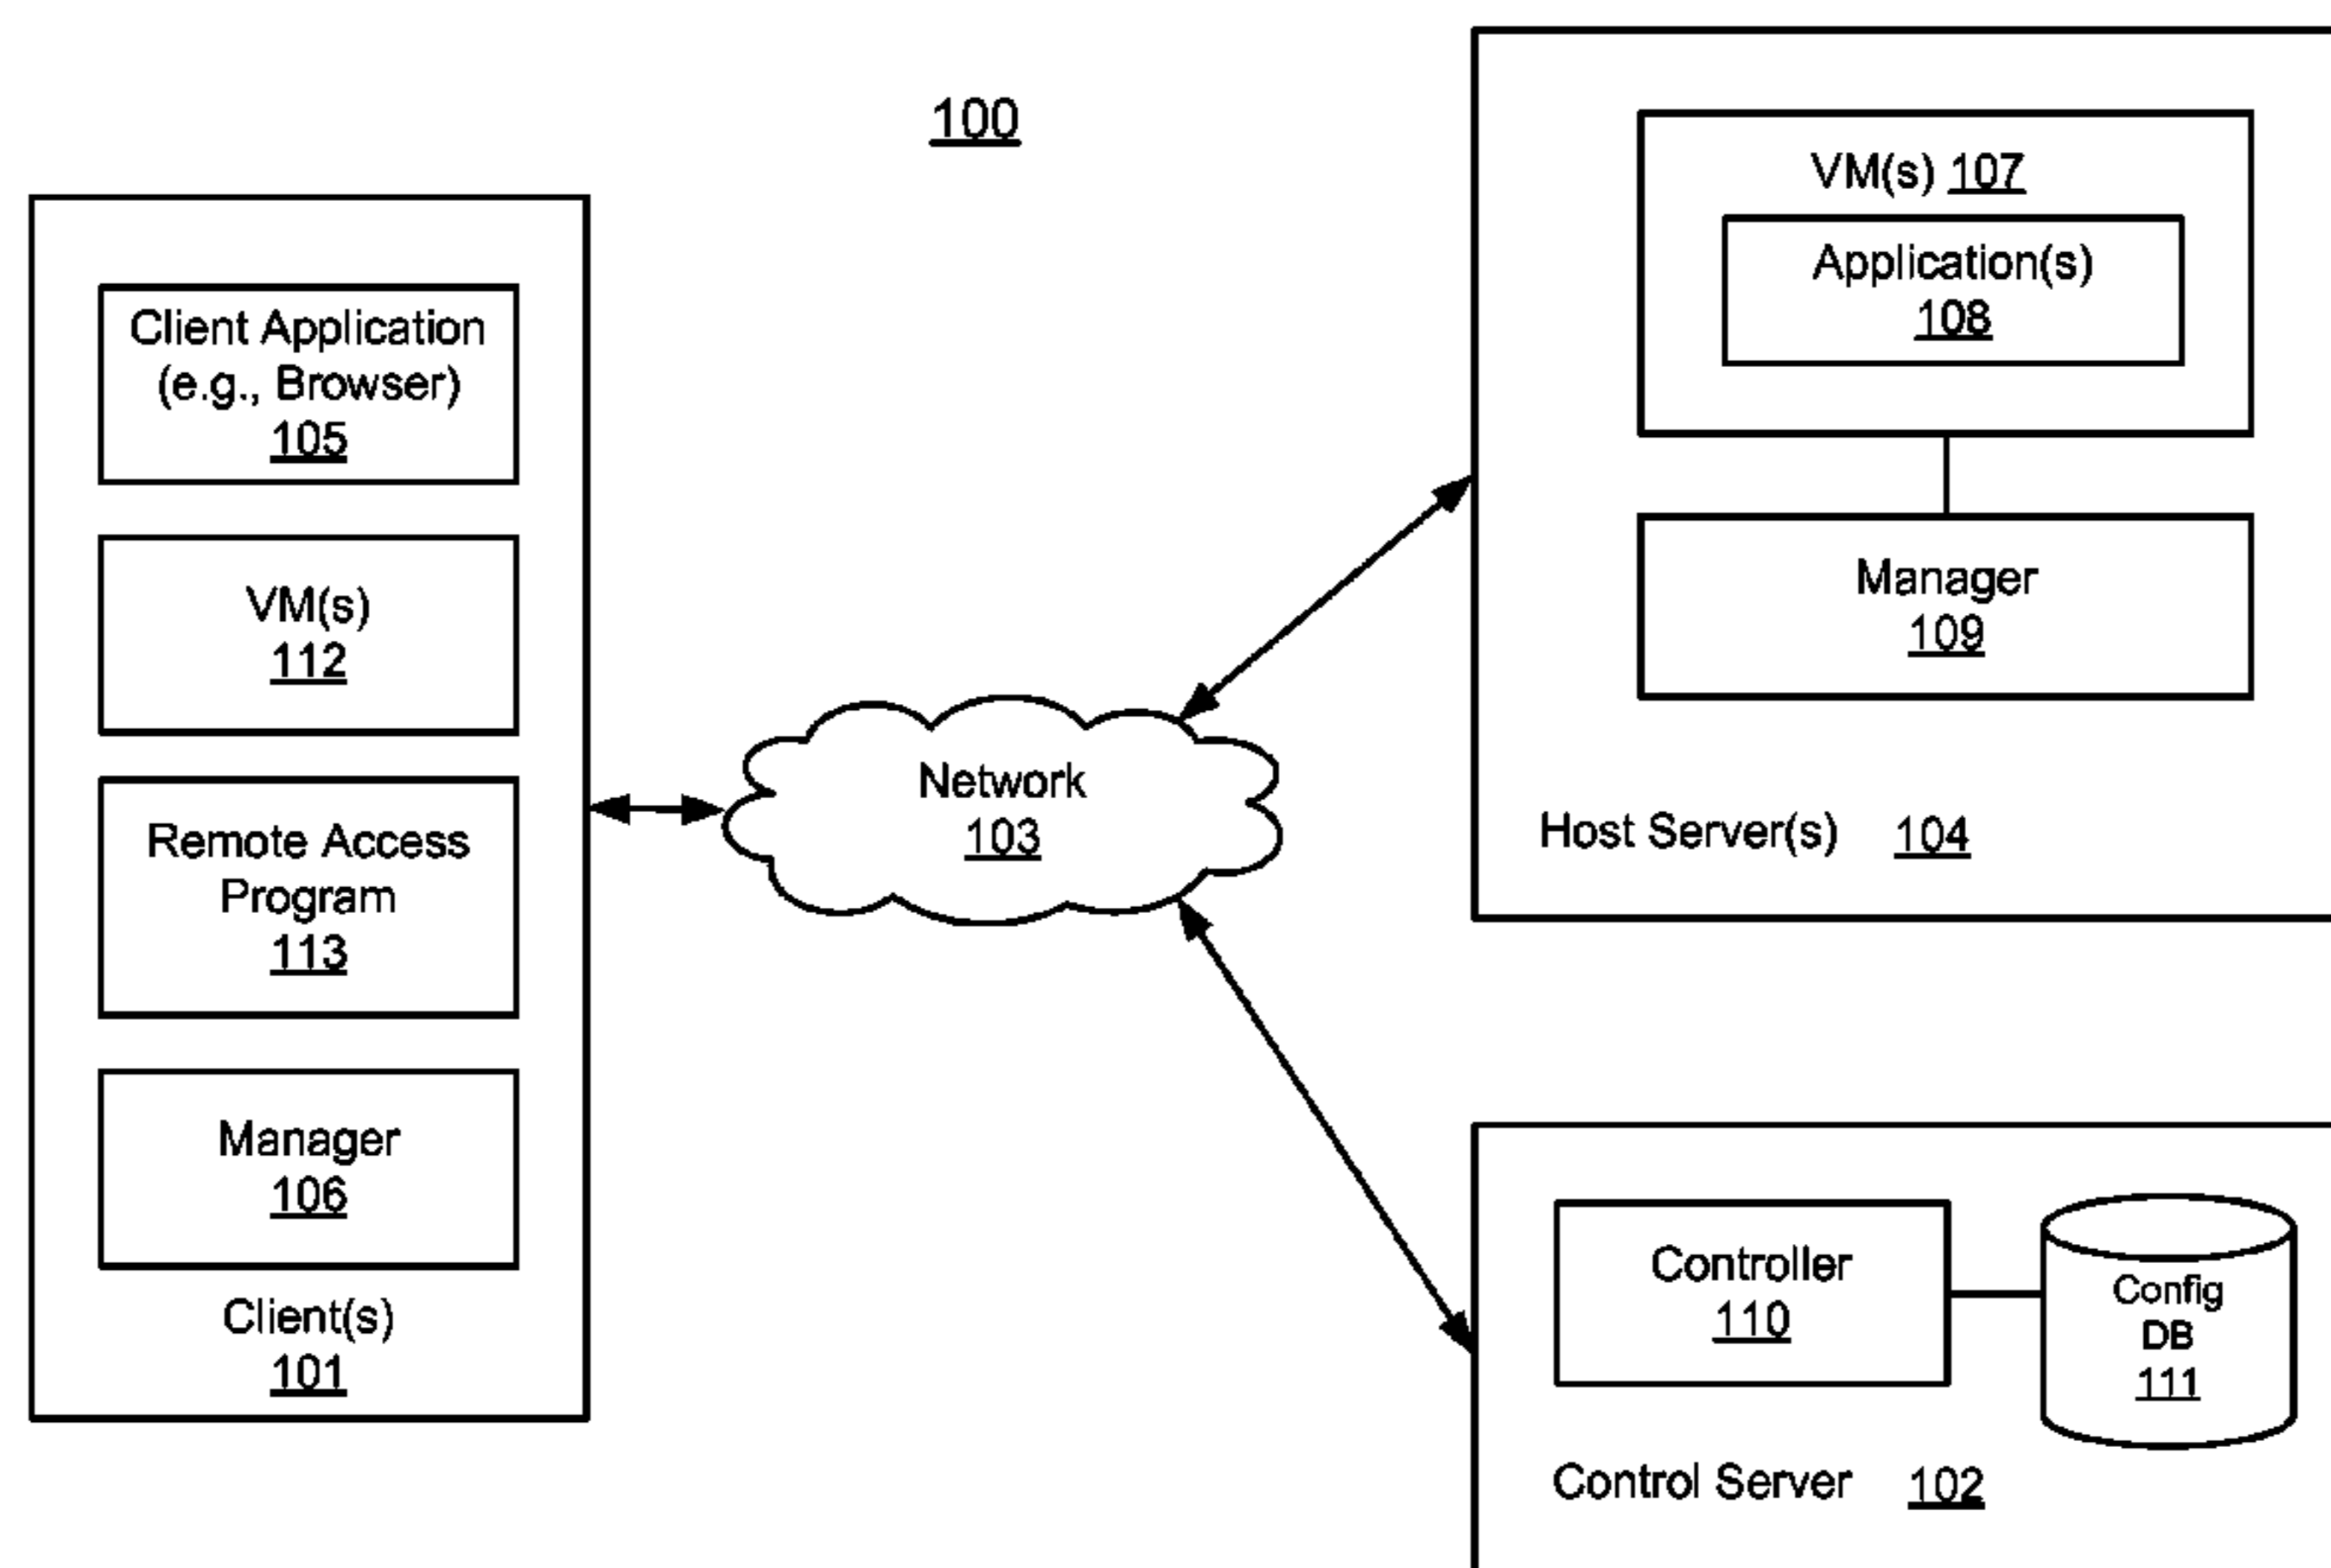 100
Client Application
(e.g., Browser)
105
VM(s)
112
Remote Access
Program
113
Manager
106
Client(s)
101
Network
103
VM(s) 107
Application(s)
108
Manager
109
Host Server(s) 104
Controller
110
Config
DB
111
Control Server 102